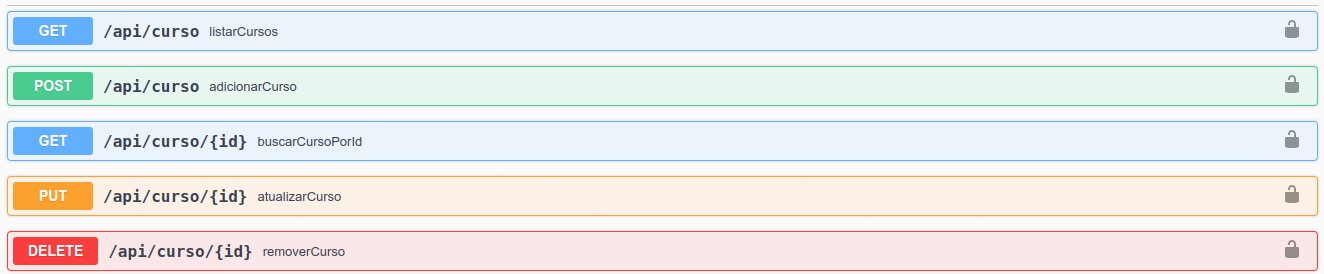 GET /api/curso listarCursos
POST /api/curso adicionarCurso
GET /api/curso/{id} buscarCursoPorId
PUT /api/curso/{id} atualizarCurso
DELETE /api/curso/{id} removerCurso